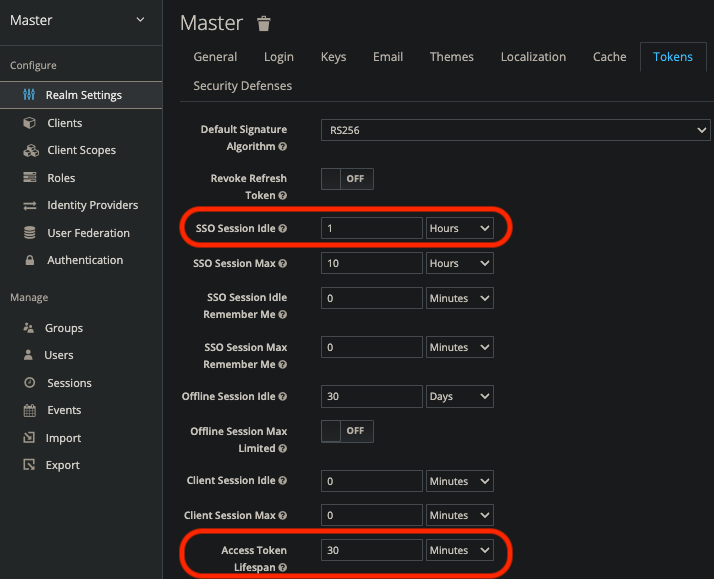 Master
Configure
Realm Settings
Clients
Client Scopes
Roles
Identity Providers
User Federation
Authentication
Manage
Groups
Users
Sessions
Events
Import
Export
Master
General Login Keys Email Themes Localization Cache Tokens
Security Defenses
Default Signature
Algorithm
RS256
Revoke Refresh
Token
OFF
SSO Session Idle 1 Hours
SSO Session Max 10 Hours
SSO Session Idle
Remember Me
0 Minutes
SSO Session Max
Remember Me
0 Minutes
Offline Session Idle 30 Days
Offline Session Max
Limited
OFF
Client Session Idle 0 Minutes
Client Session Max 0 Minutes
Access Token
Lifespan
30 Minutes